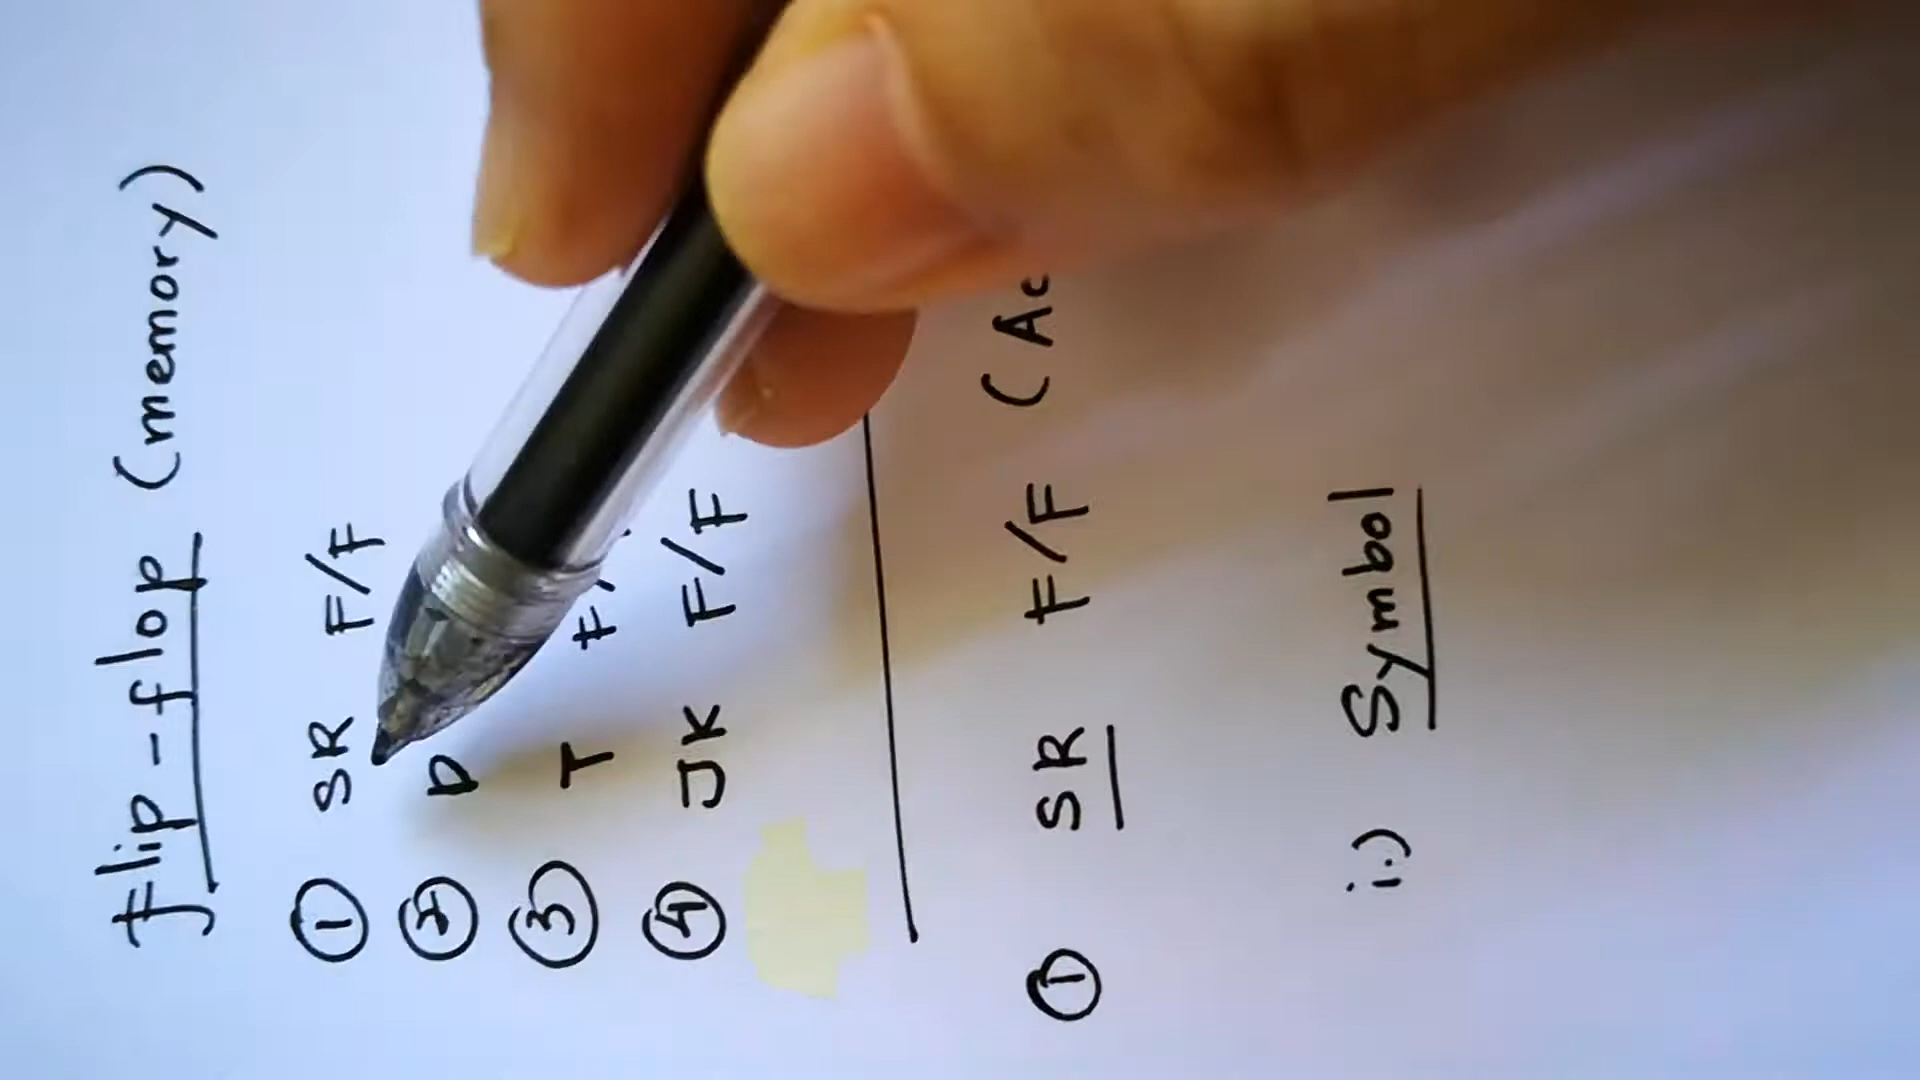 flip-flop (memory)
① SR F/F
② D
③ T F/
④ JK F/F
① SR F/F (Ac
i.) Symbol